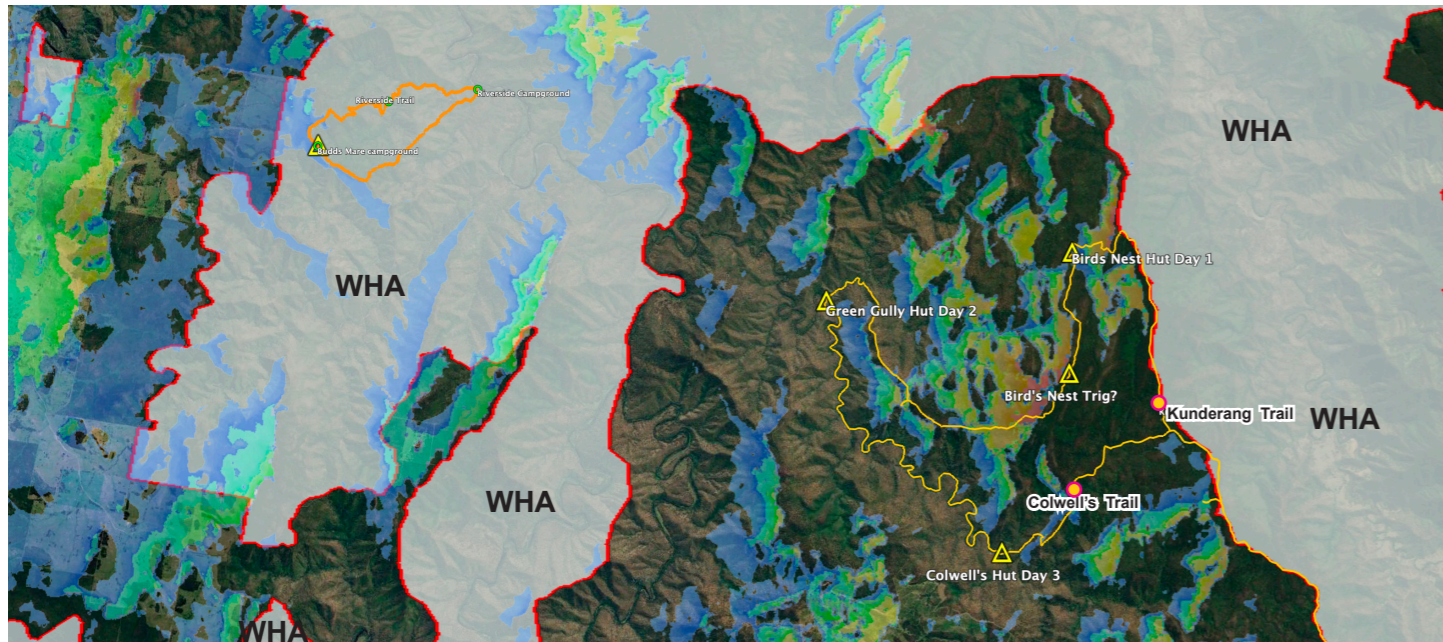 WHA
Riverside Campground
Riverside Trail
Budds Mare campground
WHA
Birds Nest Hut Day 1
Green Gully Hut Day 2
Bird's Nest Trig?
Kunderang Trail
WHA
WHA
Colwell's Trail
Colwell's Hut Day 3
WHA